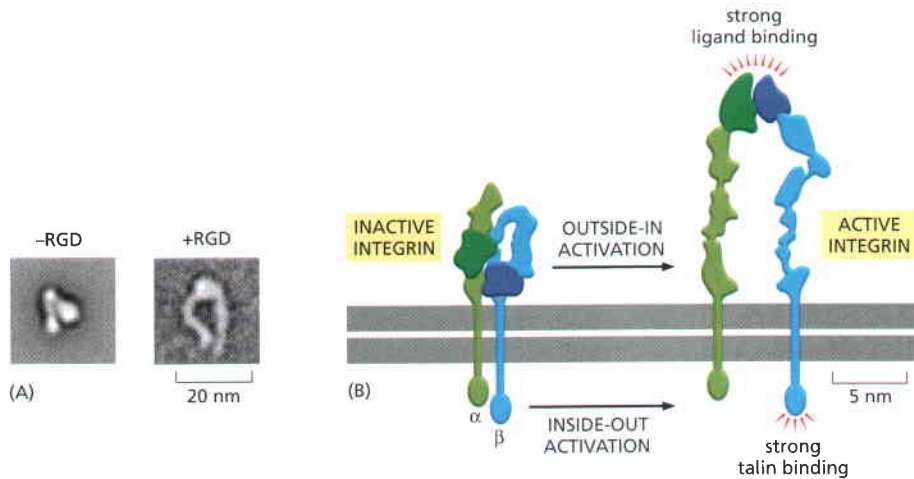 –RGD
+RGD
20 nm
(A)
strong
ligand binding
INACTIVE
INTEGRIN
OUTSIDE-IN
ACTIVATION
ACTIVE
INTEGRIN
(B)
α
β
INSIDE-OUT
ACTIVATION
5 nm
strong
talin binding